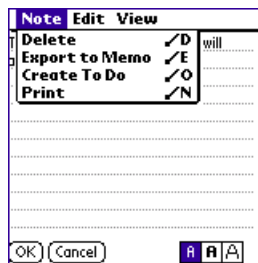 Note Edit View
Delete ⁄D
Export to Memo ⁄E
Create To Do ⁄O
Print ⁄N
will
OK Cancel
A A A